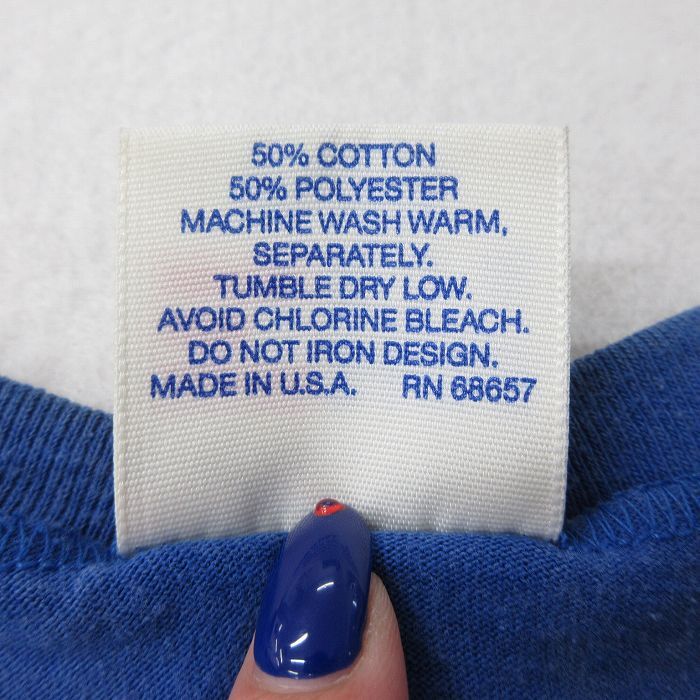 50% COTTON
50% POLYESTER
MACHINE WASH WARM,
SEPARATELY.
TUMBLE DRY LOW.
AVOID CHLORINE BLEACH.
DO NOT IRON DESIGN.
MADE IN U.S.A. RN 68657